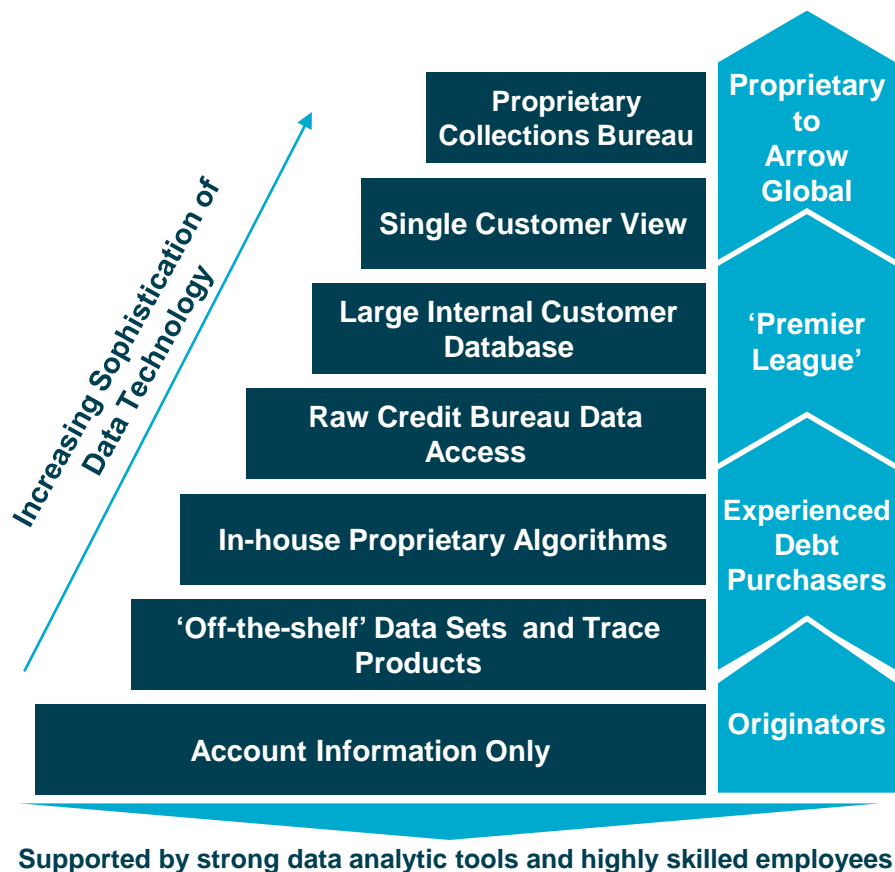 Proprietary
Collections Bureau
Single Customer View
Large Internal Customer
Database
Raw Credit Bureau Data
Access
In-house Proprietary Algorithms
‘Off-the-shelf’ Data Sets and Trace
Products
Account Information Only
Proprietary
to
Arrow
Global
‘Premier
League’
Experienced
Debt
Purchasers
Originators
Increasing Sophistication of
Data Technology
Supported by strong data analytic tools and highly skilled employees